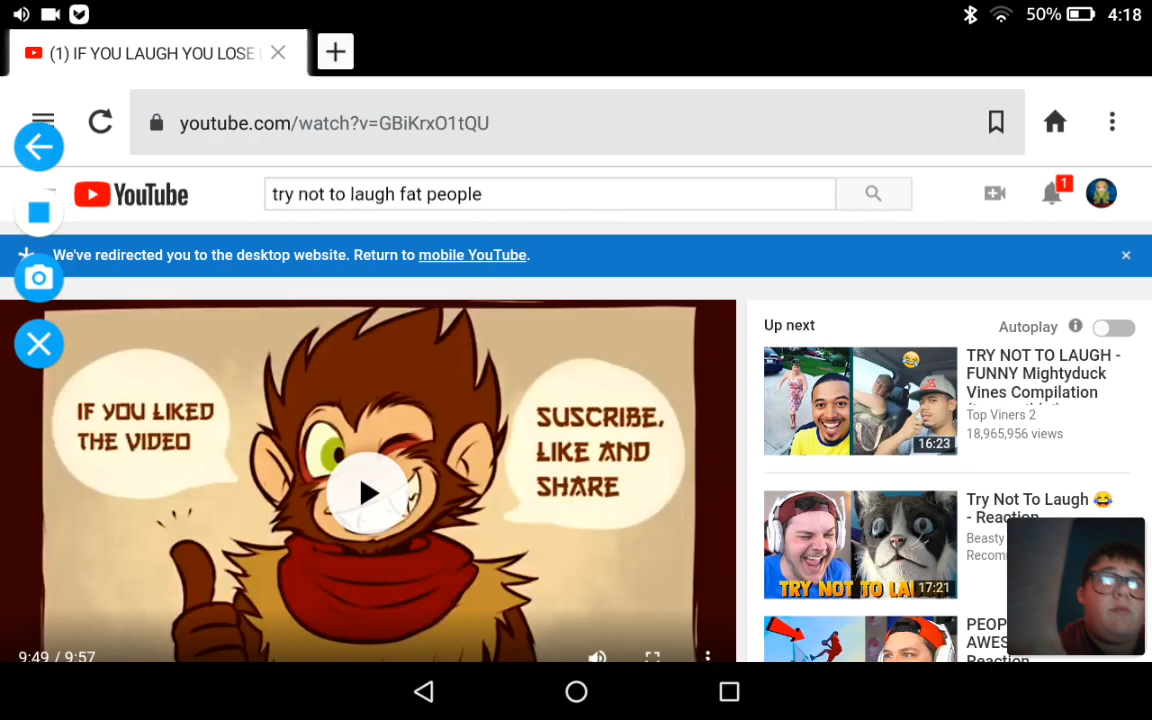 50% 4:18
(1) IF YOU LAUGH YOU LOSE
youtube.com/watch?v=GBiKrxO1tQU
YouTube
try not to laugh fat people
1
We've redirected you to the desktop website. Return to mobile YouTube.
IF YOU LIKED
THE VIDEO
SUSCRIBE,
LIKE AND
SHARE
9:49 / 9:57
Up next
Autoplay
16:23
TRY NOT TO LAUGH -
FUNNY Mightyduck
Vines Compilation
Top Viners 2
18,965,956 views
TRY NOT TO LA
17:21
Try Not To Laugh 😂
- Reaction
Beasty
Recom
PEOP
AWES
Reaction